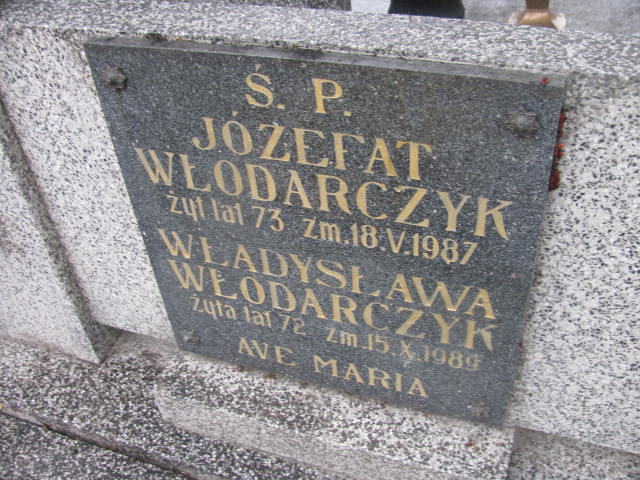 Ś. P.
JÓZEFAT
WŁODARCZYK
żył lat 73 zm. 18.V.1987
WŁADYSŁAWA
WŁODARCZYK
żyła lat 72 zm. 15.X.1989
AVE MARIA